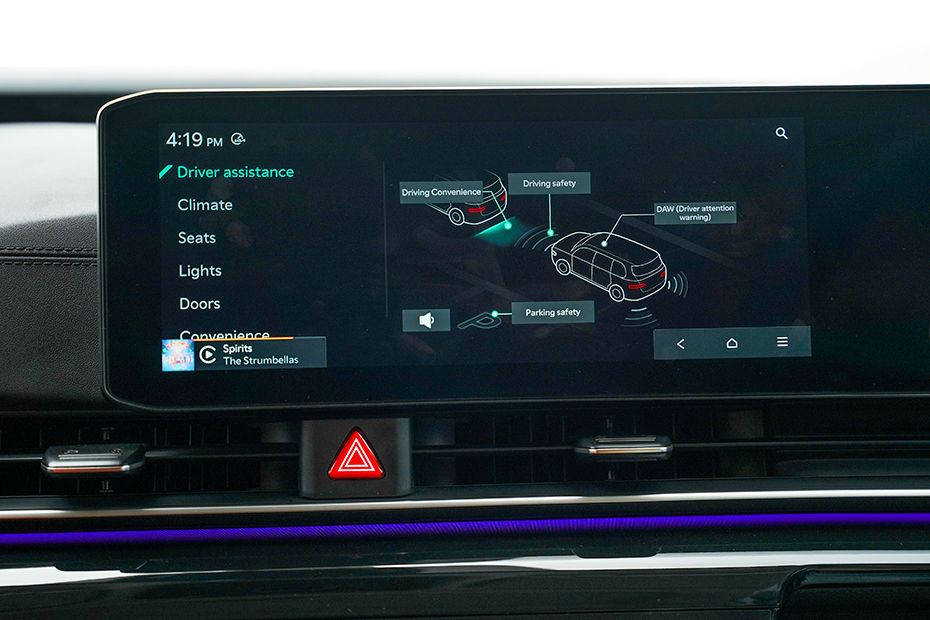 4:19 PM
Driver assistance
Climate
Seats
Lights
Doors
Convenience
Spirits
The Strumbellas
Driving Convenience
Driving safety
DAW (Driver attention
warning)
Parking safety